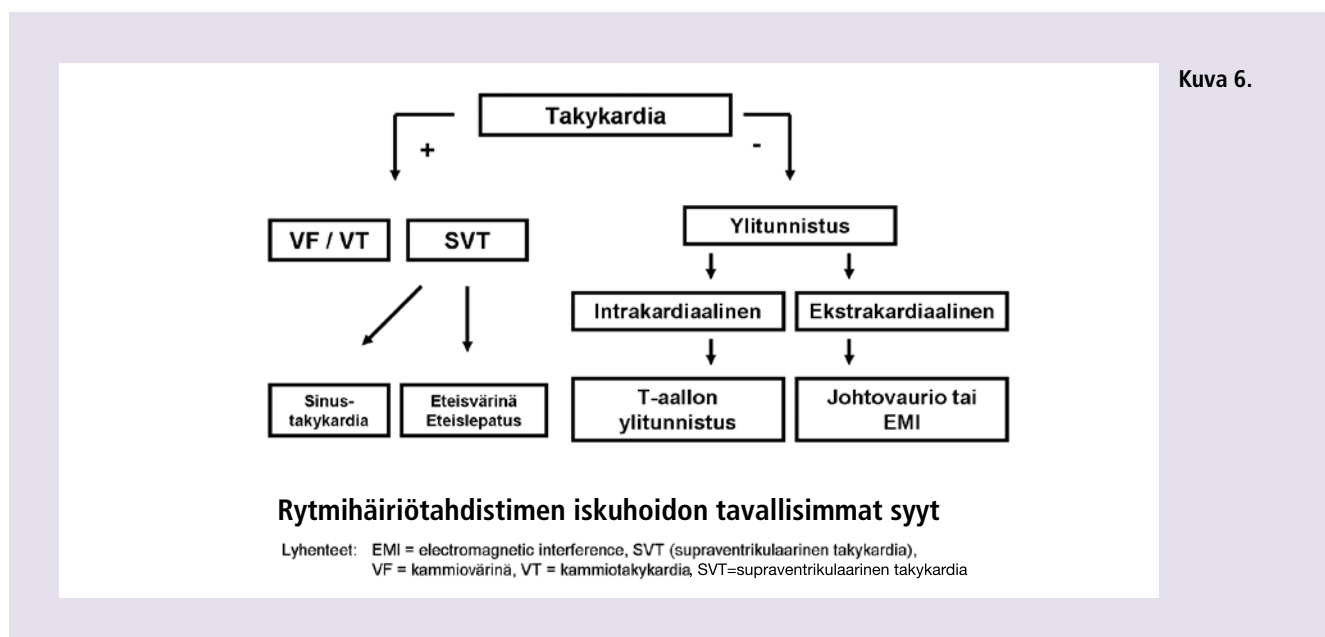 Kuva 6.
Takykardia
+
-
VF / VT
SVT
Ylitunnistus
Intrakardiaalinen
Ekstrakardiaalinen
Sinus-
takykardia
Eteisvärinä
Eteislepatus
T-aallon
ylitunnistus
Johtovaurio tai
EMI
Rytmihäiriötahdistimen iskuhoidon tavallisimmat syyt
Lyhenteet: EMI = electromagnetic interference, SVT (supraventrikulaarinen takykardia),
VF = kammiovärinä, VT = kammiotakykardia, SVT=supraventrikulaarinen takykardia